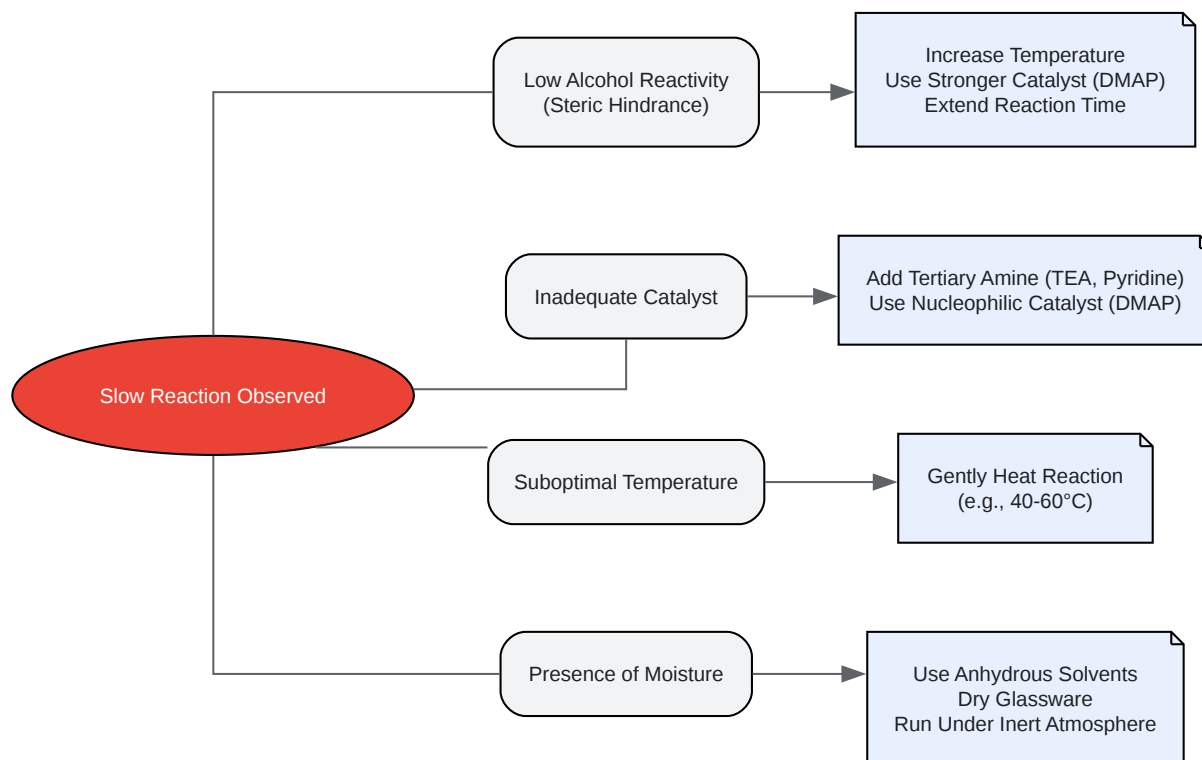 Low Alcohol Reactivity
(Steric Hindrance)
Increase Temperature
Use Stronger Catalyst (DMAP)
Extend Reaction Time
Inadequate Catalyst
Add Tertiary Amine (TEA, Pyridine)
Use Nucleophilic Catalyst (DMAP)
Slow Reaction Observed
Suboptimal Temperature
Gently Heat Reaction
(e.g., 40-60°C)
Presence of Moisture
Use Anhydrous Solvents
Dry Glassware
Run Under Inert Atmosphere